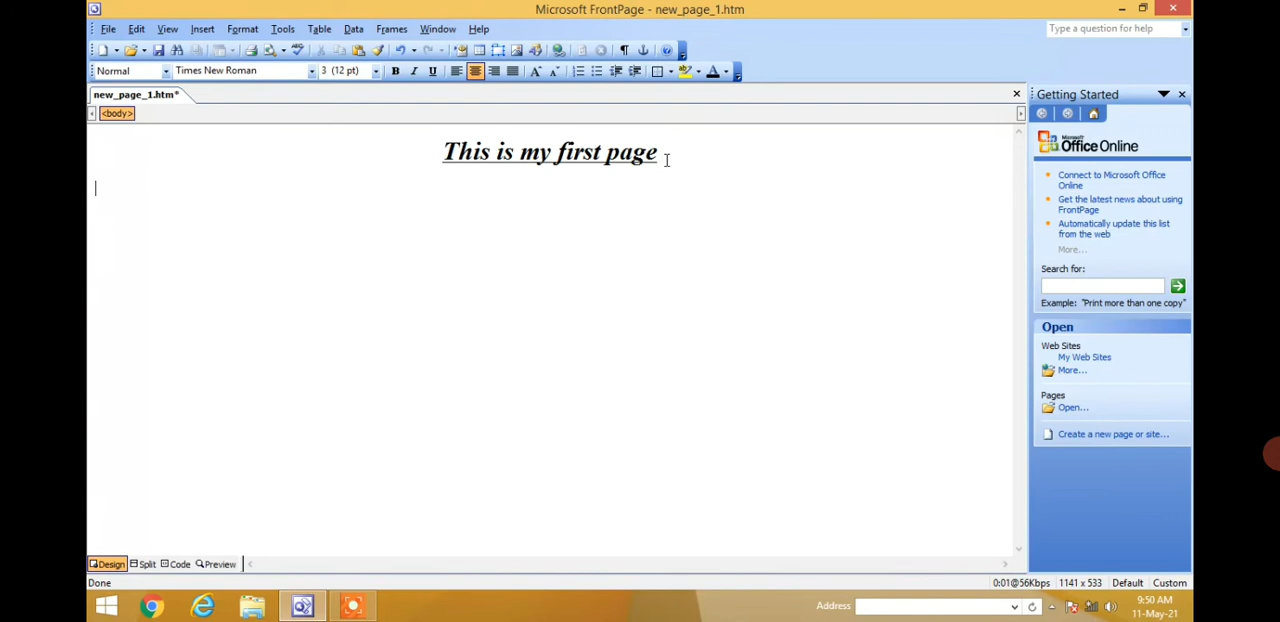 Microsoft FrontPage - new_page_1.htm
File Edit View Insert Format Tools Table Data Frames Window Help
Type a question for help
Normal Times New Roman 3 (12 pt) B I U A A A
new_page_1.htm*
<body>
This is my first page
Getting Started
Office Online
Connect to Microsoft Office
Online
Get the latest news about using
FrontPage
Automatically update this list
from the web
More...
Search for:
Example: "Print more than one copy"
Open
Web Sites
My Web Sites
More...
Pages
Open...
Create a new page or site...
Design Split Code Preview
Done
0:01@56Kbps 1141 x 533 Default Custom
Address
9:50 AM
11-May-21